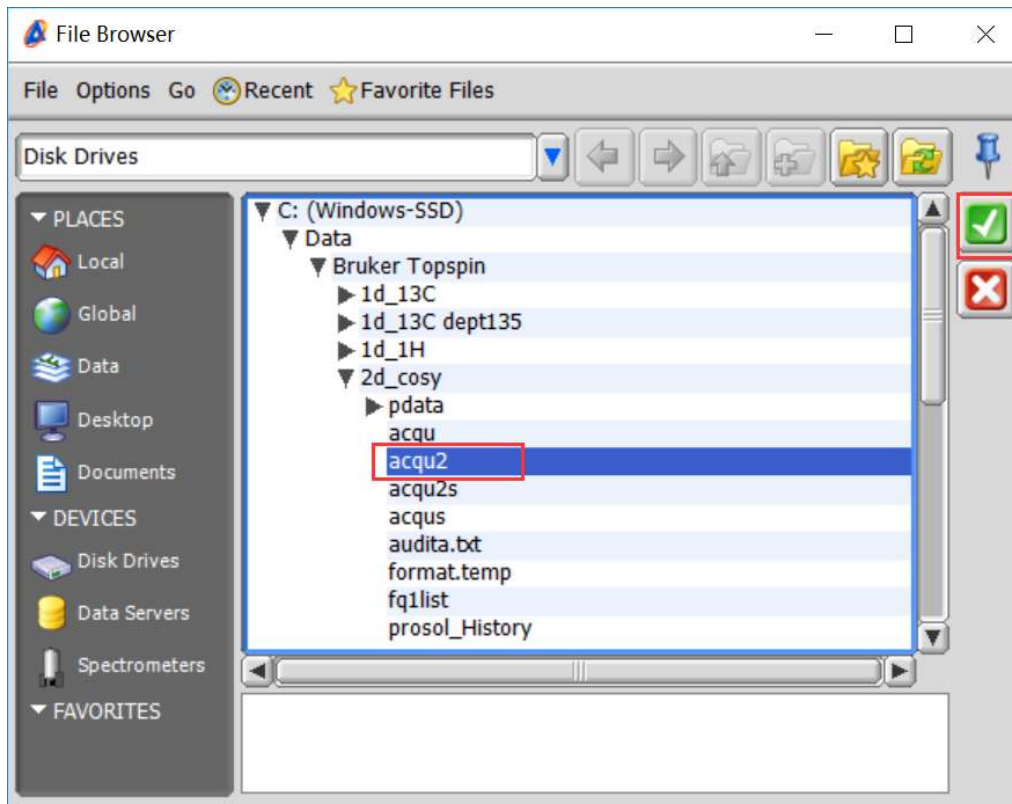 File Browser
File Options Go Recent Favorite Files
Disk Drives
PLACES
Local
Global
Data
Desktop
Documents
DEVICES
Disk Drives
Data Servers
Spectrometers
FAVORITES
C: (Windows-SSD)
Data
Bruker Topspin
1d_13C
1d_13C dept135
1d_1H
2d_cosy
pdata
acqu
acqu2
acqu2s
acqus
audita.txt
format.temp
fq1list
prosol_History